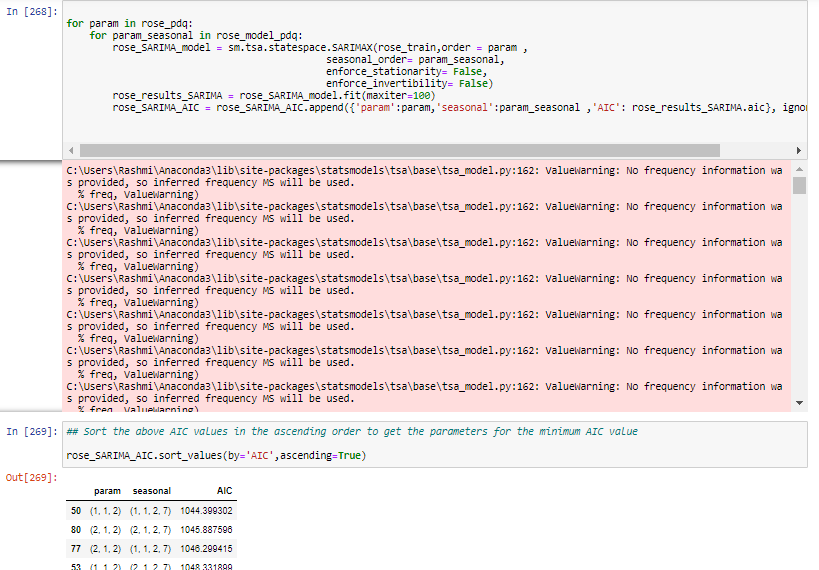 In [268]:
for param in rose_pdq:
for param_seasonal in rose_model_pdq:
rose_SARIMA_model = sm.tsa.statespace.SARIMAX(rose_train,order = param ,
seasonal_order= param_seasonal,
enforce_stationarity= False,
enforce_invertibility= False)
rose_results_SARIMA = rose_SARIMA_model.fit(maxiter=100)
rose_SARIMA_AIC = rose_SARIMA_AIC.append({'param':param,'seasonal':param_seasonal ,'AIC': rose_results_SARIMA.aic}, ignor
C:\Users\Rashmi\Anaconda3\lib\site-packages\statsmodels\tsa\base\tsa_model.py:162: ValueWarning: No frequency information wa
s provided, so inferred frequency MS will be used.
% freq, ValueWarning)
C:\Users\Rashmi\Anaconda3\lib\site-packages\statsmodels\tsa\base\tsa_model.py:162: ValueWarning: No frequency information wa
s provided, so inferred frequency MS will be used.
% freq, ValueWarning)
C:\Users\Rashmi\Anaconda3\lib\site-packages\statsmodels\tsa\base\tsa_model.py:162: ValueWarning: No frequency information wa
s provided, so inferred frequency MS will be used.
% freq, ValueWarning)
C:\Users\Rashmi\Anaconda3\lib\site-packages\statsmodels\tsa\base\tsa_model.py:162: ValueWarning: No frequency information wa
s provided, so inferred frequency MS will be used.
% freq, ValueWarning)
C:\Users\Rashmi\Anaconda3\lib\site-packages\statsmodels\tsa\base\tsa_model.py:162: ValueWarning: No frequency information wa
s provided, so inferred frequency MS will be used.
% freq, ValueWarning)
C:\Users\Rashmi\Anaconda3\lib\site-packages\statsmodels\tsa\base\tsa_model.py:162: ValueWarning: No frequency information wa
s provided, so inferred frequency MS will be used.
% freq, ValueWarning)
C:\Users\Rashmi\Anaconda3\lib\site-packages\statsmodels\tsa\base\tsa_model.py:162: ValueWarning: No frequency information wa
s provided, so inferred frequency MS will be used.
% freq, ValueWarning)
In [269]: ## Sort the above AIC values in the ascending order to get the parameters for the minimum AIC value
rose_SARIMA_AIC.sort_values(by='AIC',ascending=True)
Out[269]:
param seasonal AIC
50 (1, 1, 2) (1, 1, 2, 7) 1044.399302
80 (2, 1, 2) (2, 1, 2, 7) 1045.887596
77 (2, 1, 2) (1, 1, 2, 7) 1046.299415
53 (1, 1, 2) (2, 1, 2, 7) 1048.331899